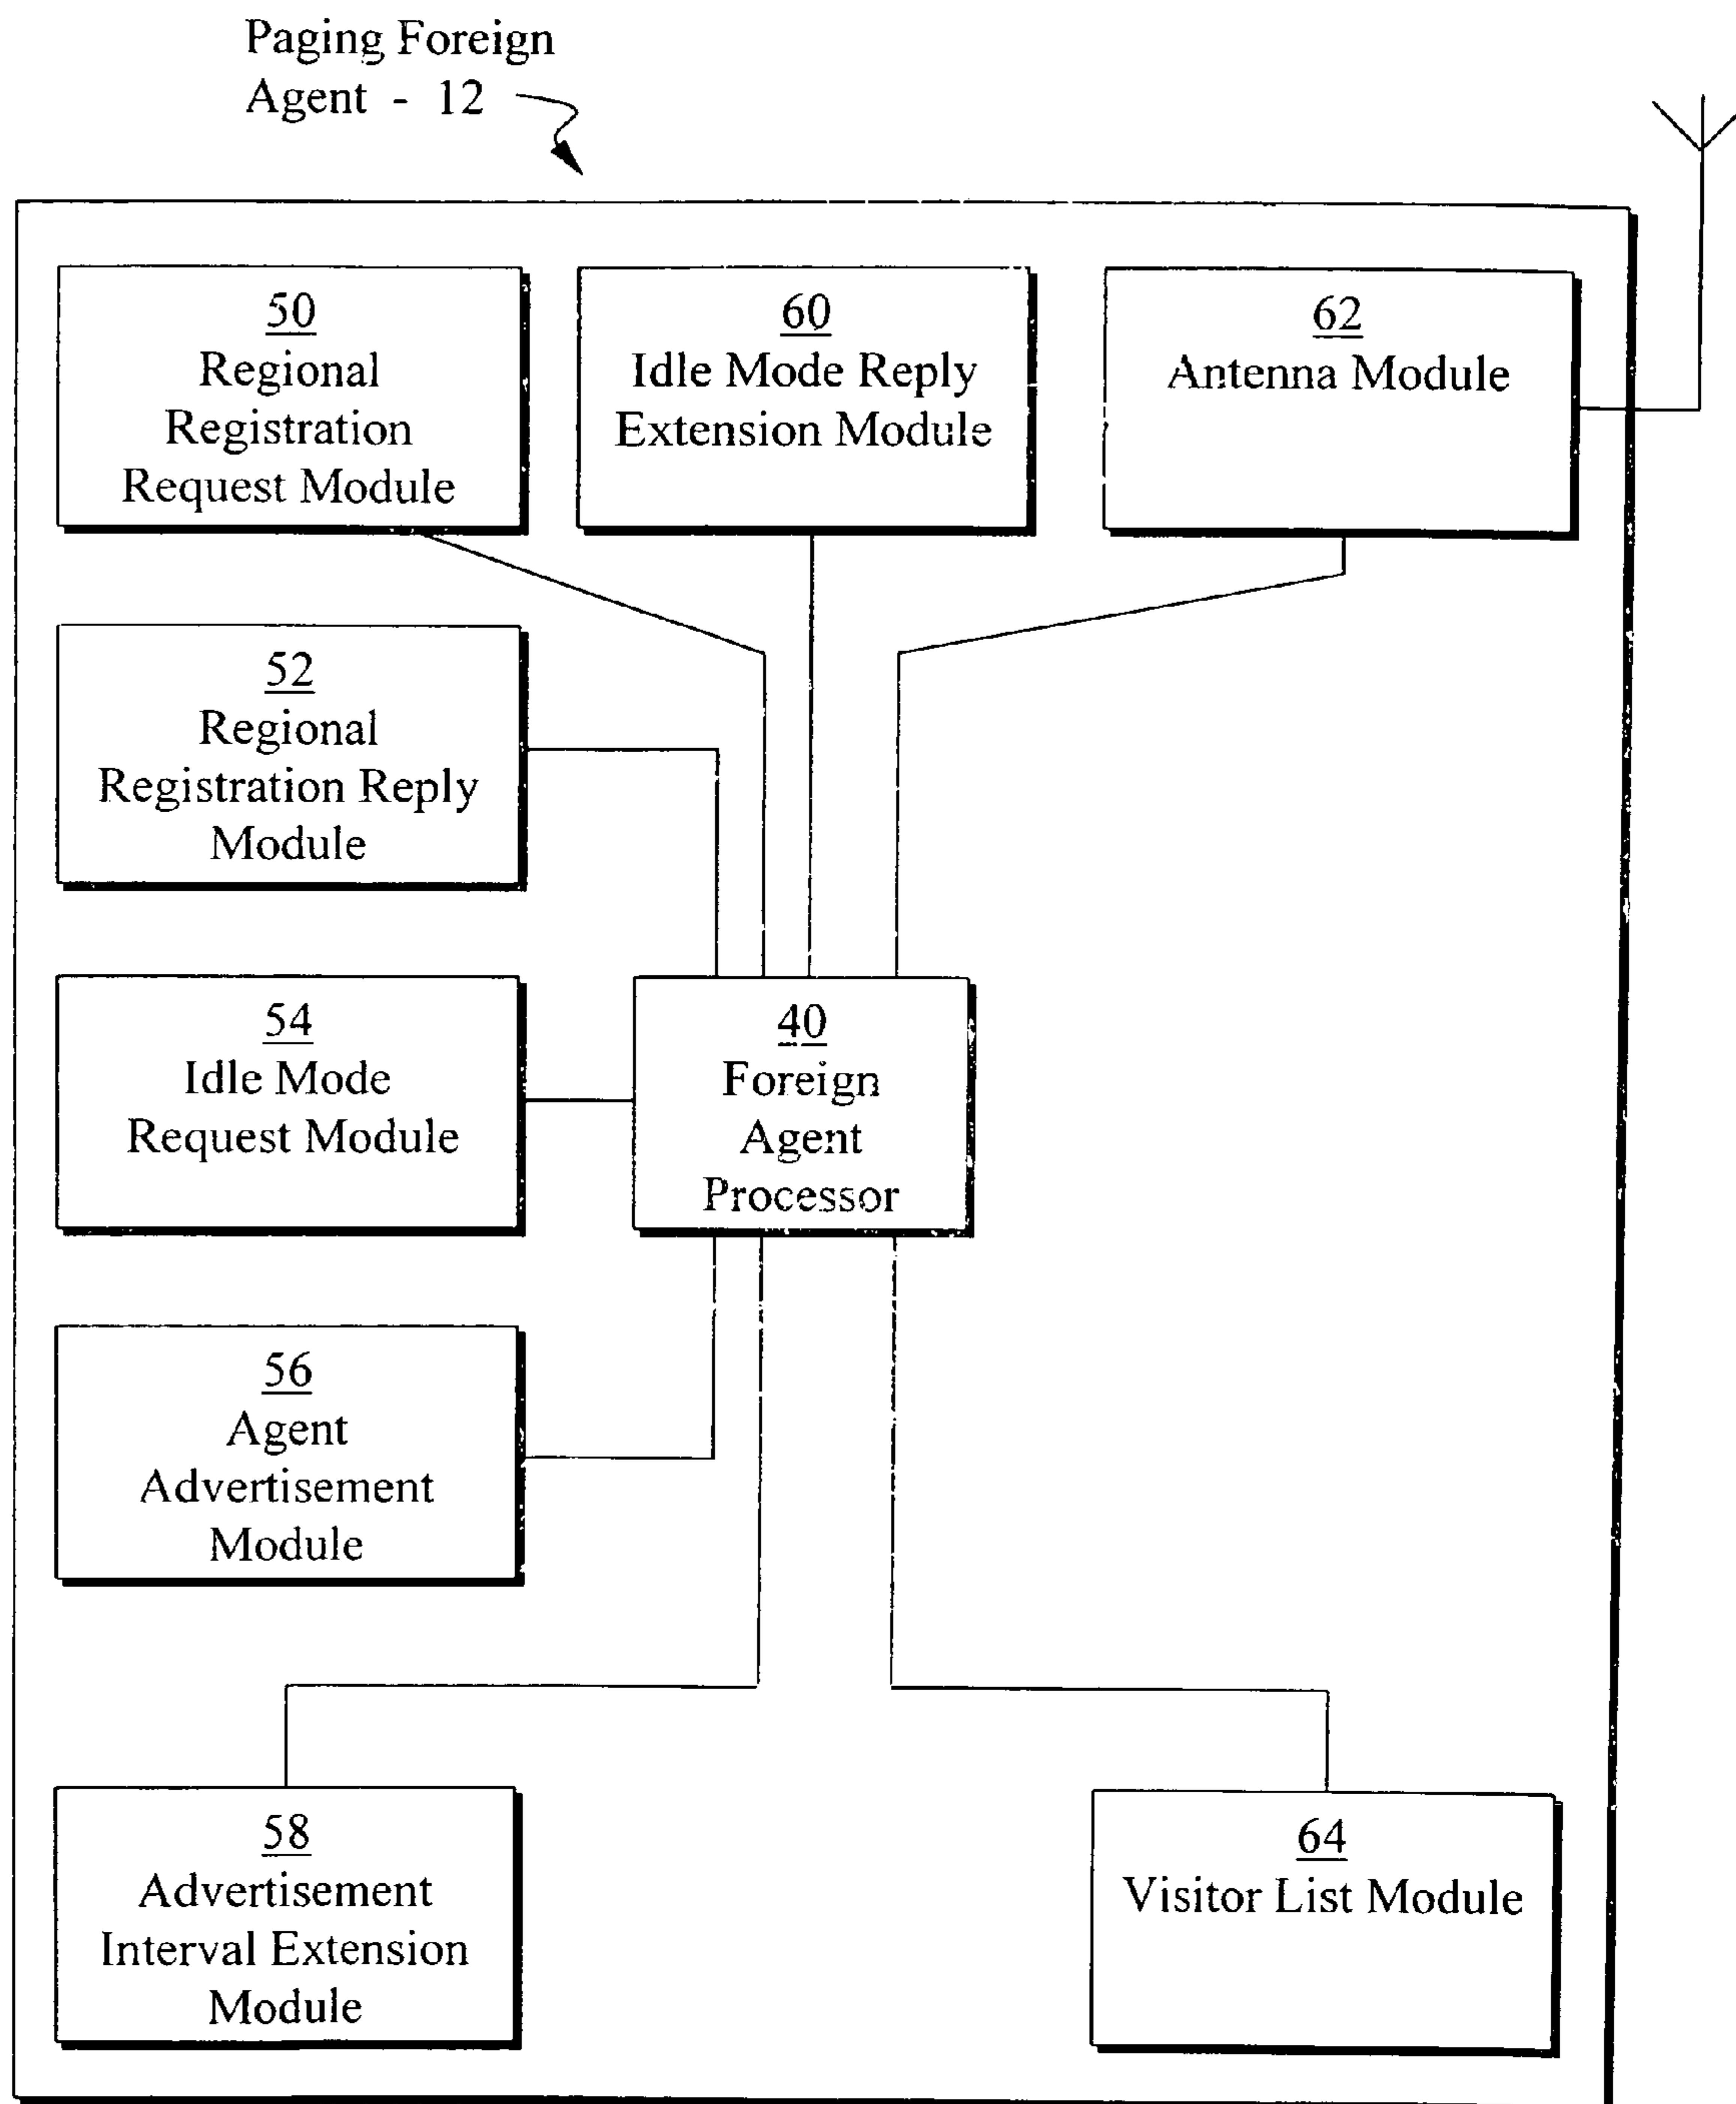 Paging Foreign
Agent - 12
50
Regional
Registration
Request Module
60
Idle Mode Reply
Extension Module
62
Antenna Module
52
Regional
Registration Reply
Module
54
Idle Mode
Request Module
40
Foreign
Agent
Processor
56
Agent
Advertisement
Module
58
Advertisement
Interval Extension
Module
64
Visitor List Module